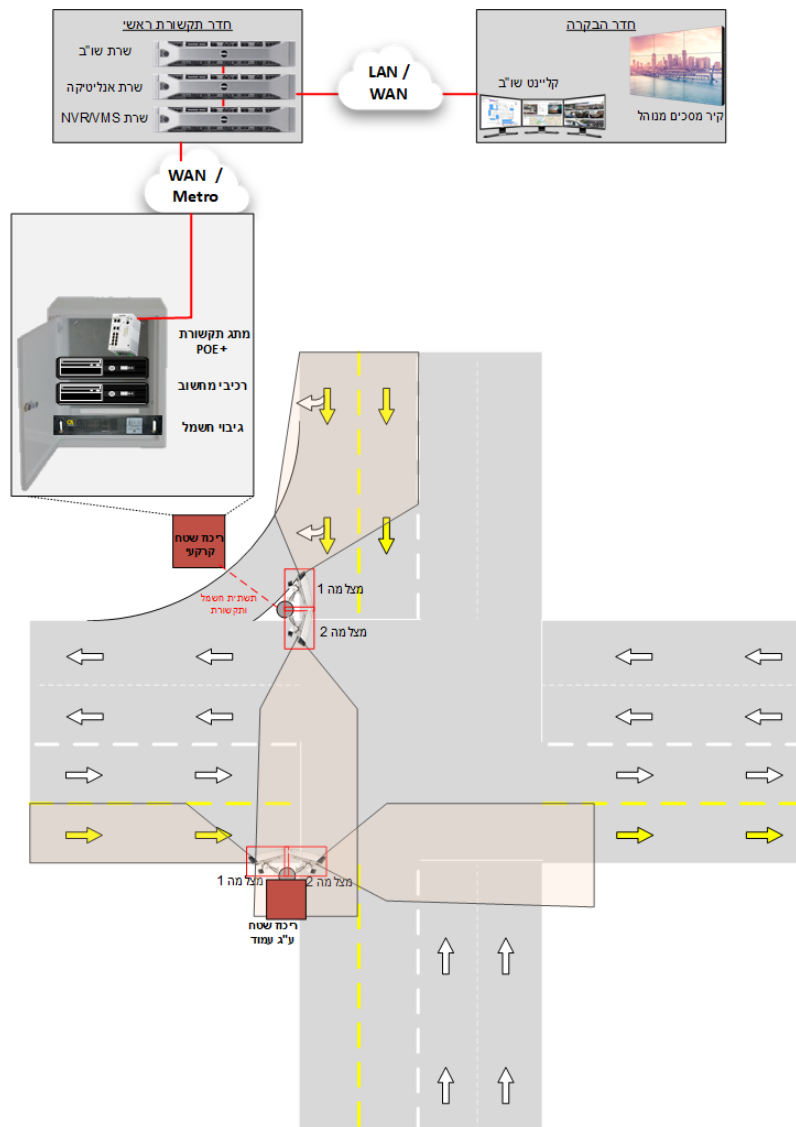 חדר תקשורת ראשי
שרת שו"ב
שרת אנליטיקה
שרת NVR/VMS
LAN /
WAN
חדר הבקרה
קליינט שו"ב
קיר מסכים מנוהל
WAN /
Metro
מתג תקשורת
POE+
רכיבי מחשוב
גיבוי חשמל
ריכוז שטח
קרקעי
תשתית חשמל
ותקשורת
מצלמה 1
מצלמה 2
מצלמה 1
מצלמה 2
ריכוז שטח
ע"ג עמוד